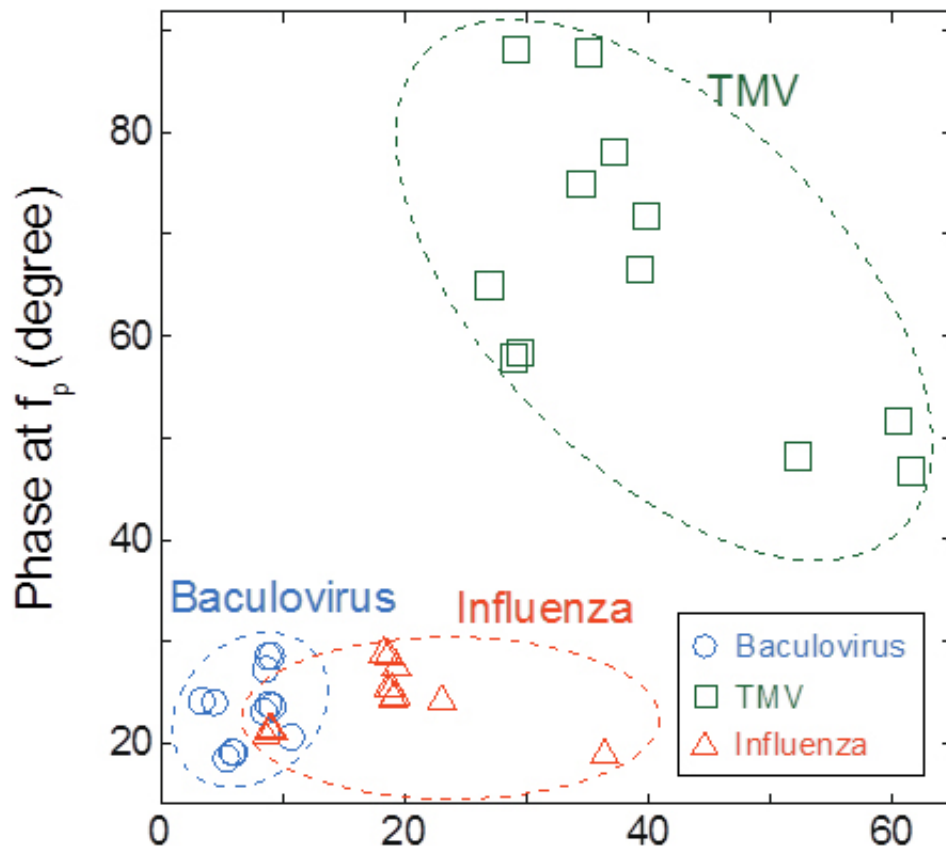 TMV
80
60
40
20
Phase at fp (degree)
Baculovirus
Influenza
Baculovirus
TMV
Influenza
0 20 40 60